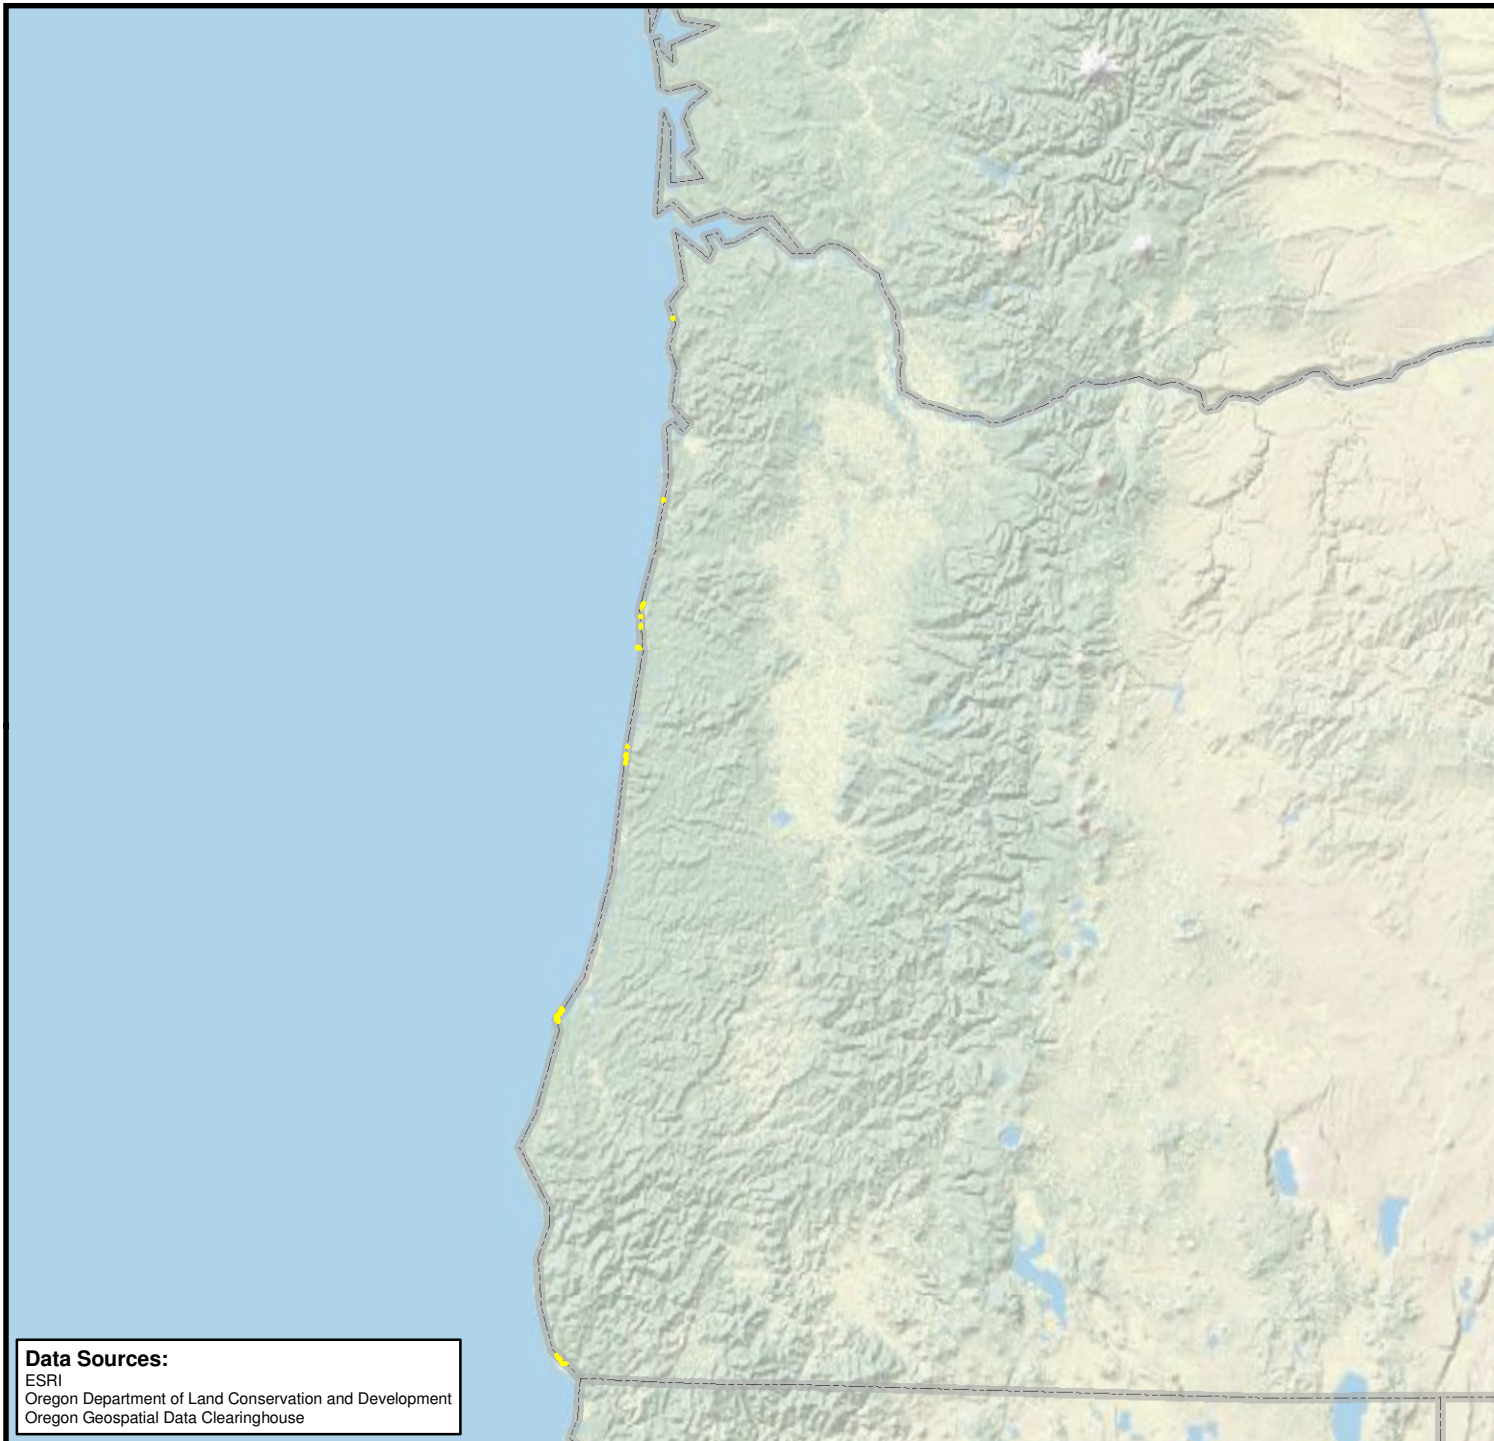 Data Sources:
ESRI
Oregon Department of Land Conservation and Development
Oregon Geospatial Data Clearinghouse